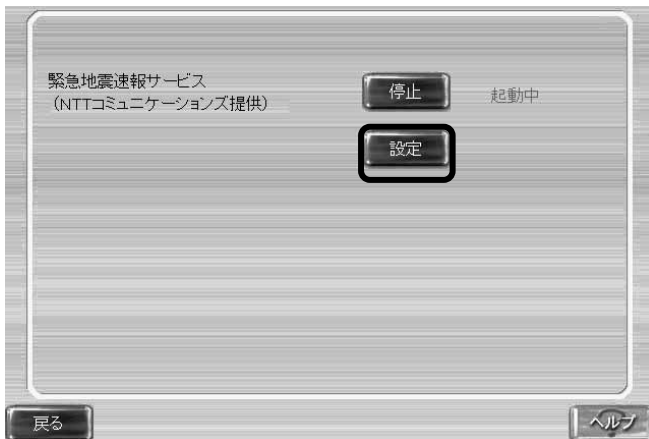 緊急地震速報サービス
（NTTコミュニケーションズ提供）
停止
起動中
設定
戻る
ヘルプ